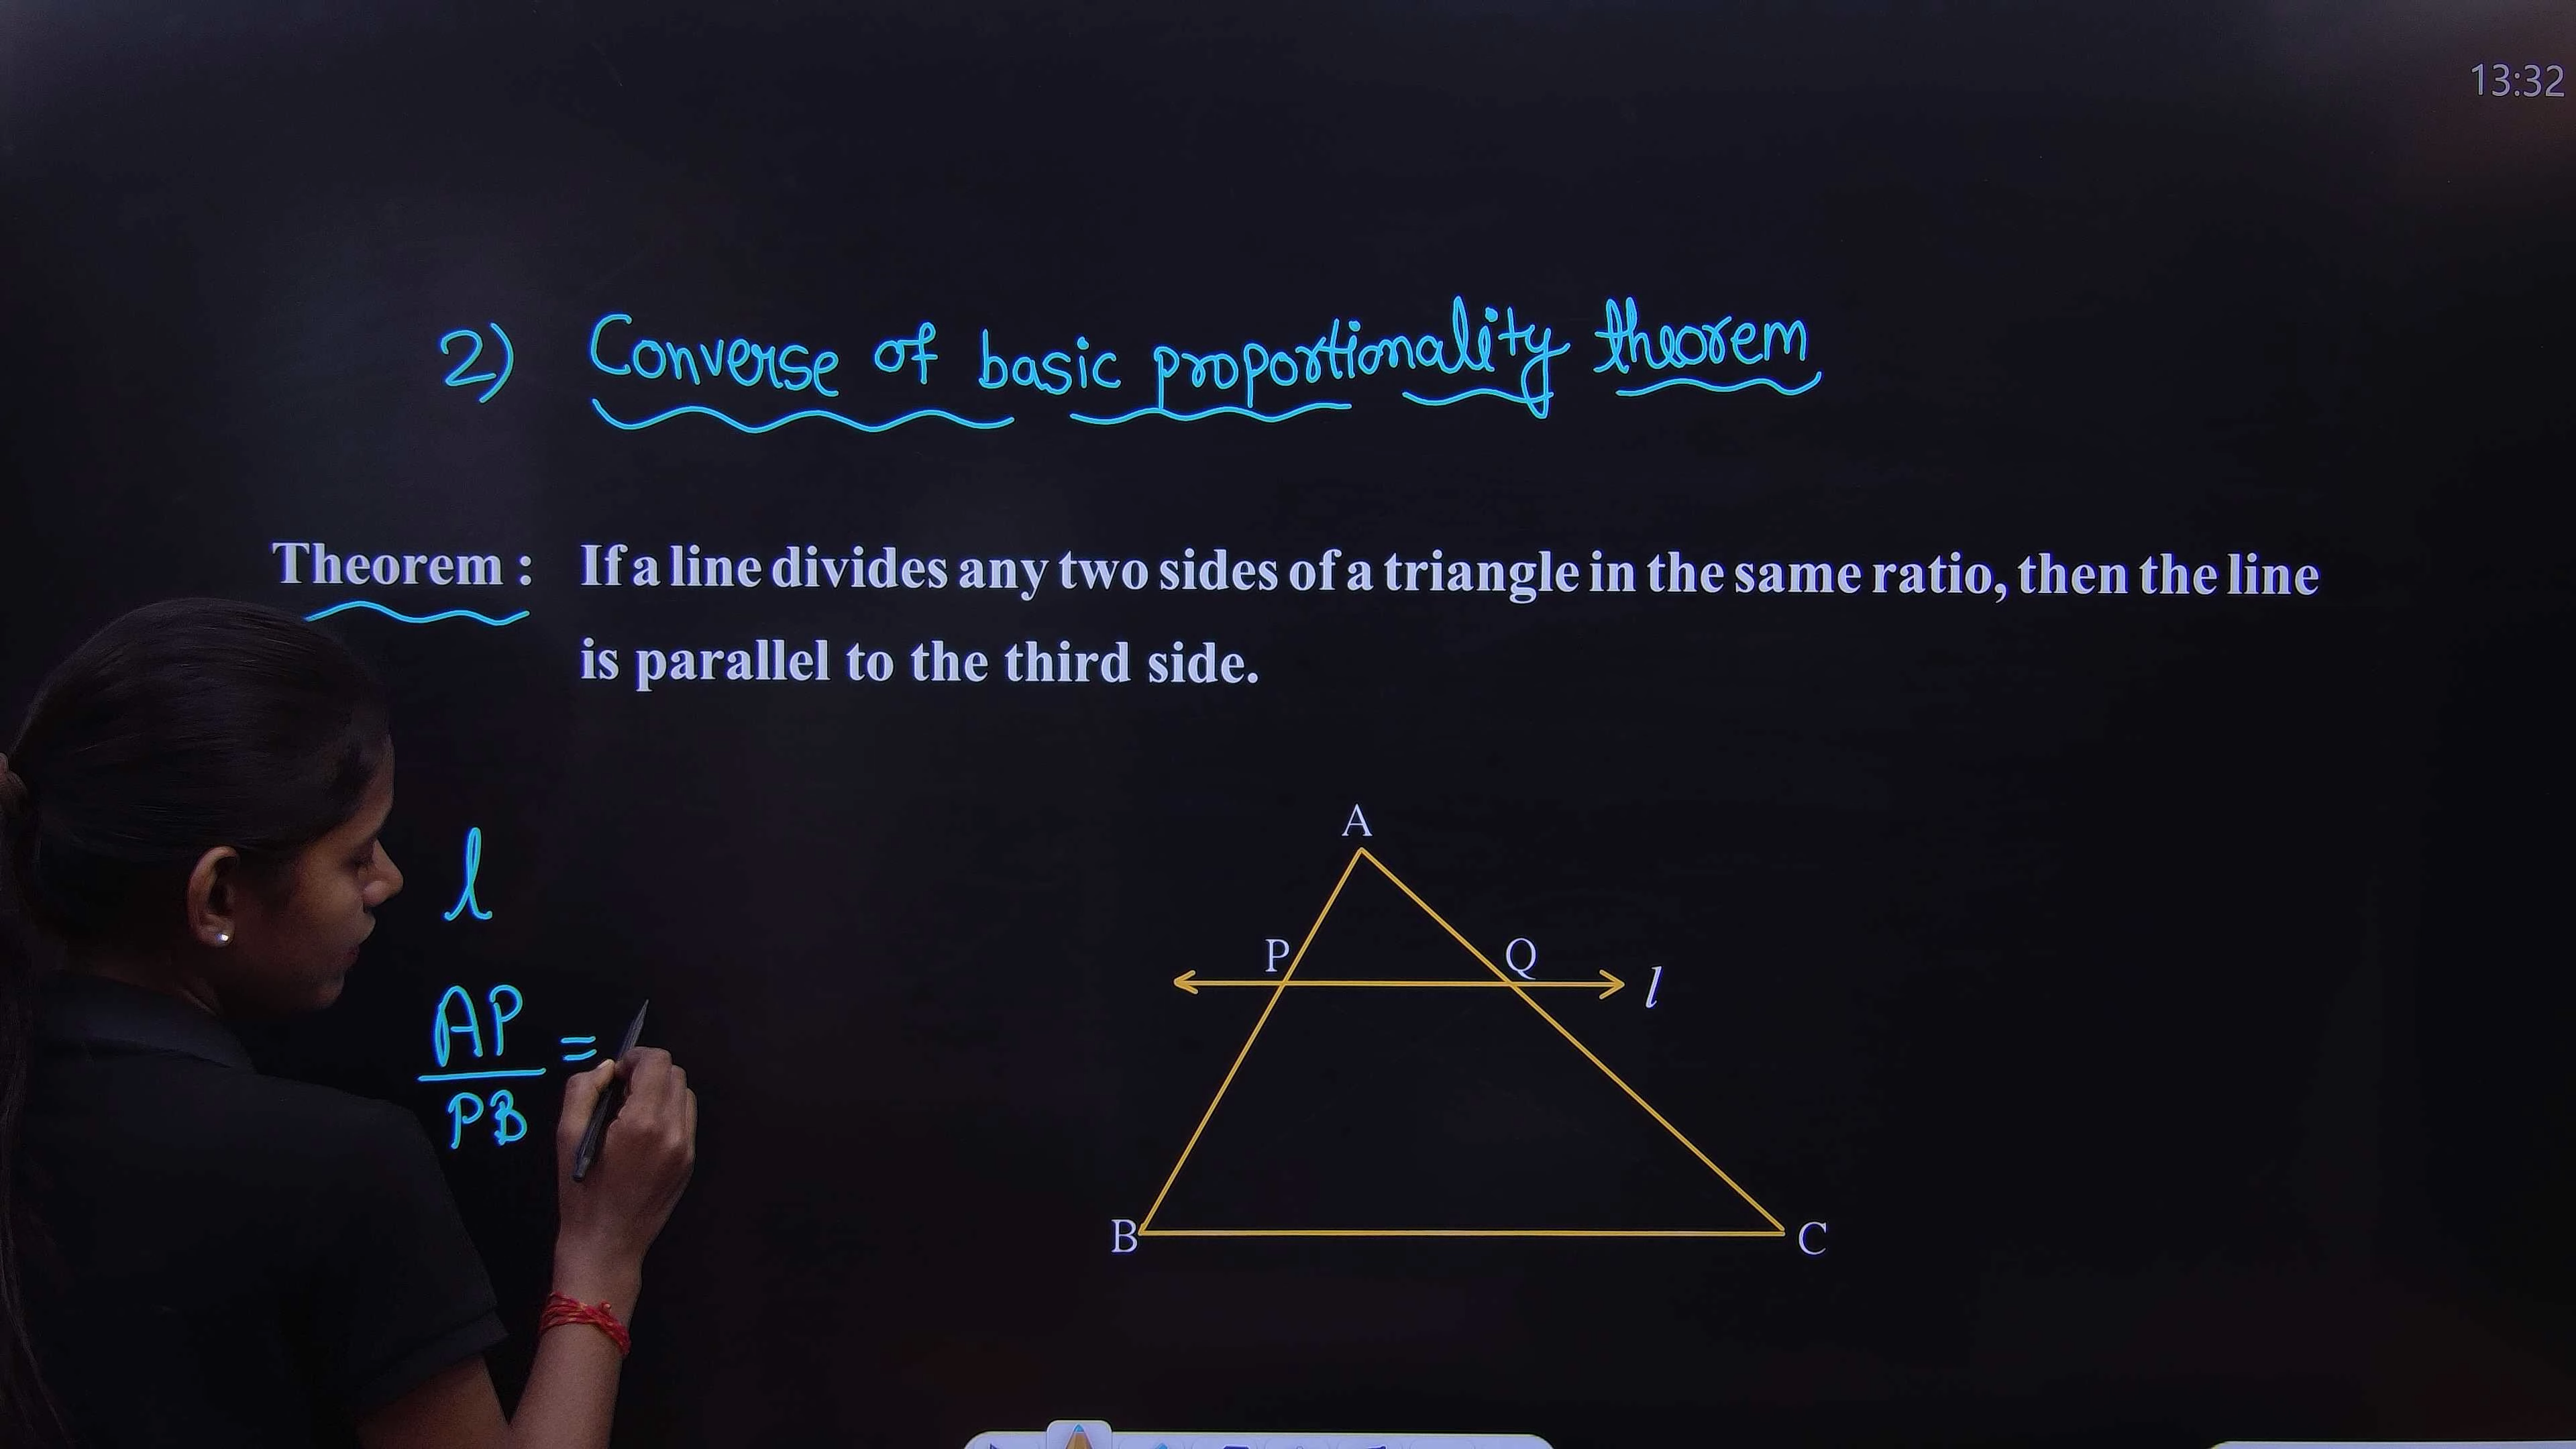 13:32
2) Converse of basic proportionality theorem
Theorem : If a line divides any two sides of a triangle in the same ratio, then the line
is parallel to the third side.
A
l
P Q
l
AP
=
PB
B C